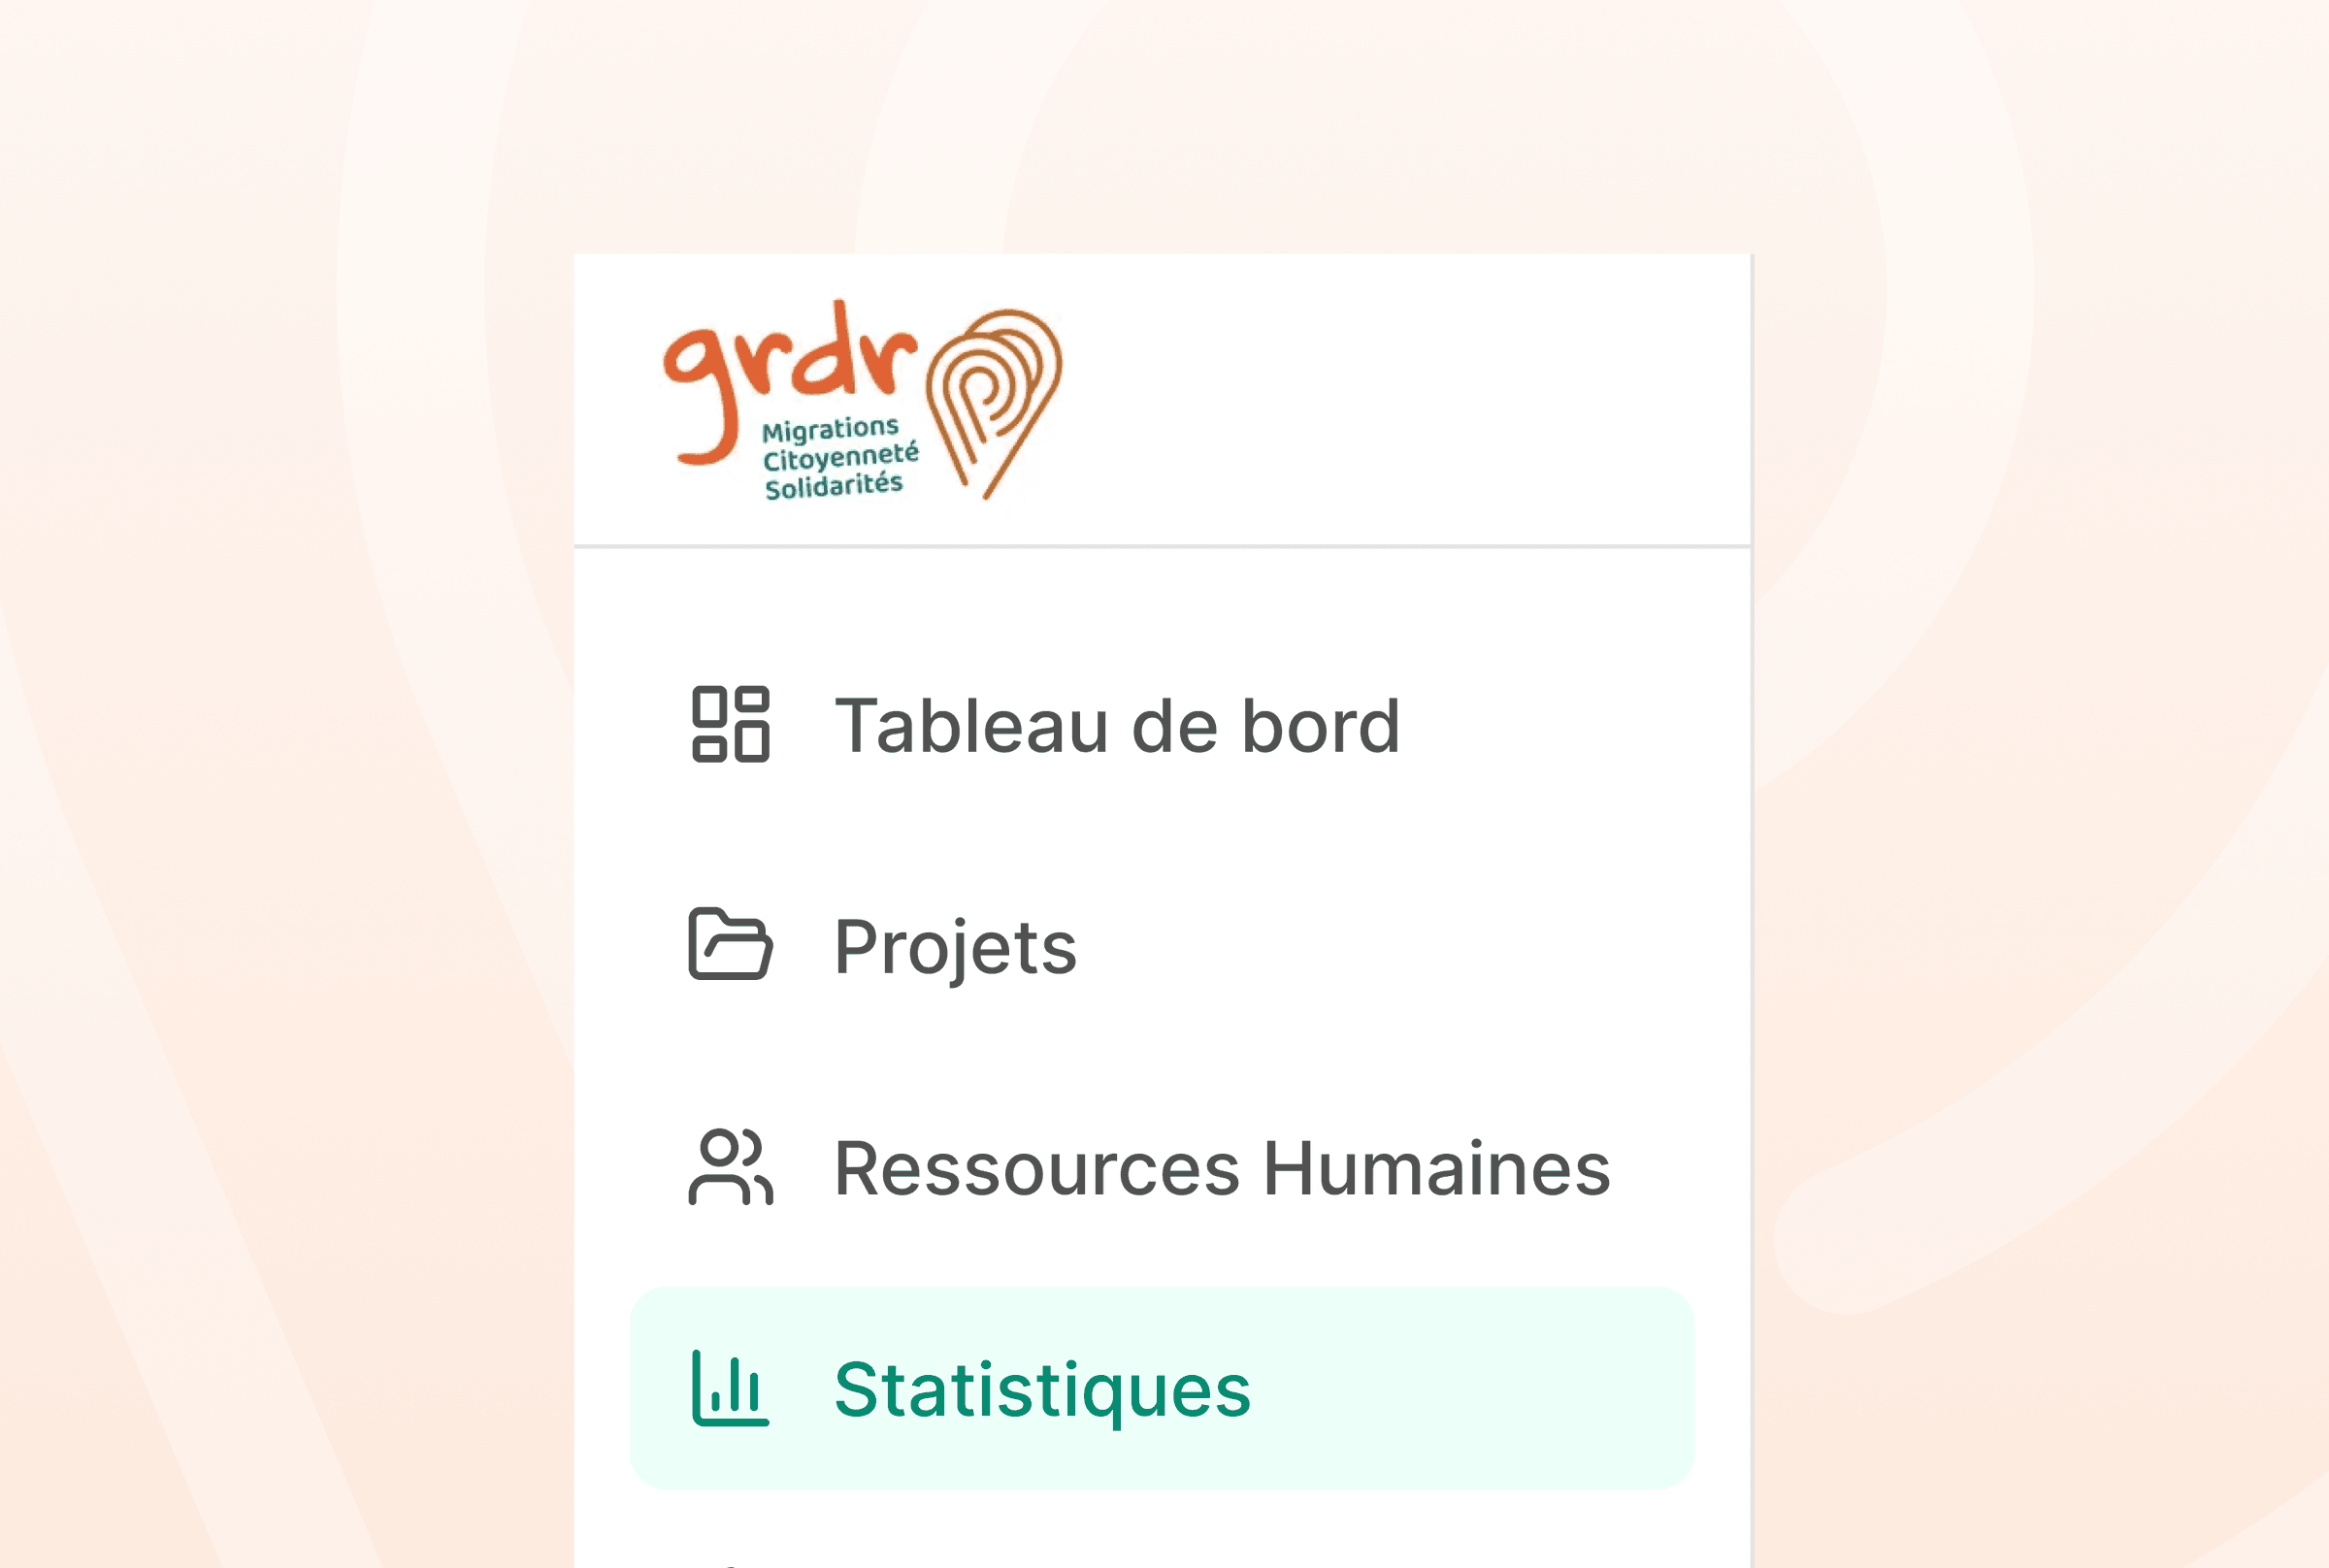 grdr
Migrations
Citoyenneté
Solidarités
Tableau de bord
Projets
Ressources Humaines
Statistiques